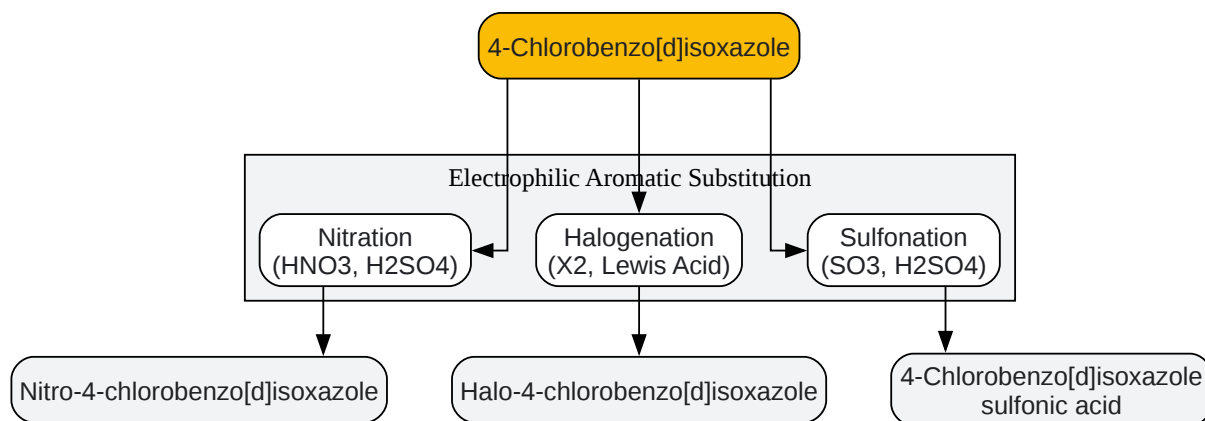 4-Chlorobenzo[d]isoxazole
Electrophilic Aromatic Substitution
Nitration
(HNO3, H2SO4)
Halogenation
(X2, Lewis Acid)
Sulfonation
(SO3, H2SO4)
Nitro-4-chlorobenzo[d]isoxazole
Halo-4-chlorobenzo[d]isoxazole
4-Chlorobenzo[d]isoxazole
sulfonic acid